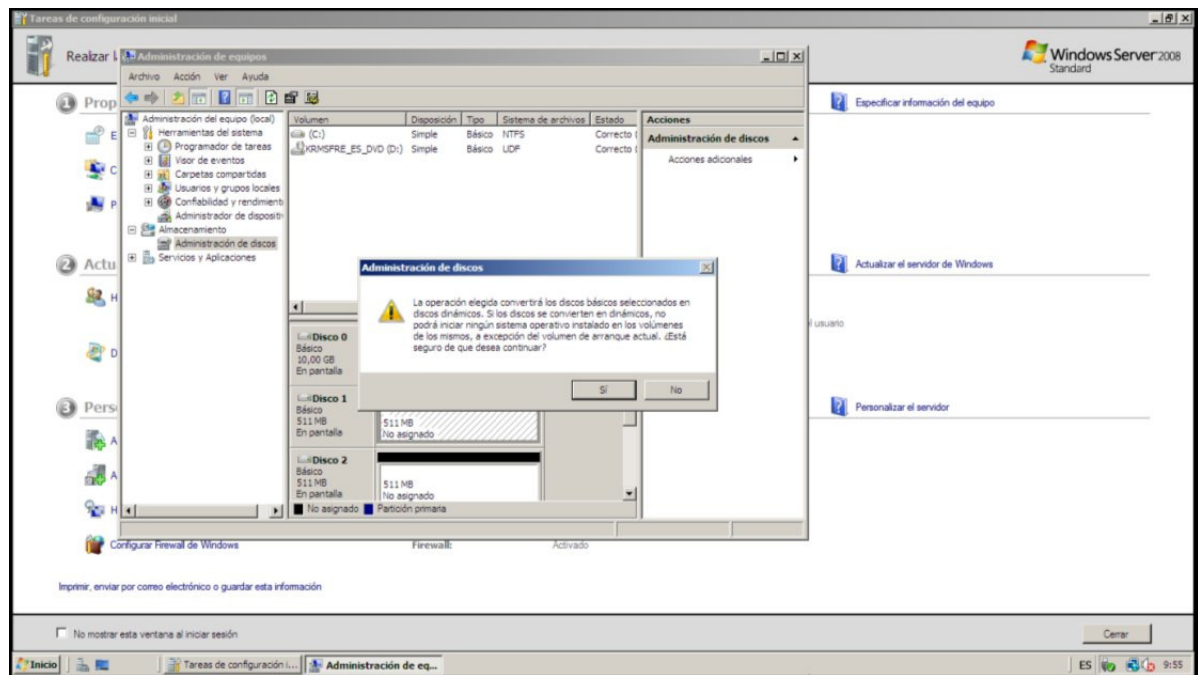 Tareas de configuración inicial
Realizar l
Windows Server 2008
Standard
Administración de equipos
Archivo Acción Ver Ayuda
1 Prop
Especificar información del equipo
Administración del equipo (local)
Herramientas del sistema
Programador de tareas
Visor de eventos
Carpetas compartidas
Usuarios y grupos locales
Confiabilidad y rendimient
Administrador de dispositiv
Almacenamiento
Administración de discos
Servicios y Aplicaciones
Volumen Disposición Tipo Sistema de archivos Estado
(C:) Simple Básico NTFS Correcto (
KRMSFRE_ES_DVD (D:) Simple Básico UDF Correcto (
Acciones
Administración de discos
Acciones adicionales
E
C
P
2 Actu
Actualizar el servidor de Windows
H
D
l usuario
Administración de discos
La operación elegida convertirá los discos básicos seleccionados en
discos dinámicos. Si los discos se convierten en dinámicos, no
podrá iniciar ningún sistema operativo instalado en los volúmenes
de los mismos, a excepción del volumen de arranque actual. ¿Está
seguro de que desea continuar?
Sí No
Disco 0
Básico
10,00 GB
En pantalla
Disco 1
Básico
511 MB
En pantalla
511 MB
No asignado
Disco 2
Básico
511 MB
En pantalla
511 MB
No asignado
No asignado Partición primaria
3 Pers
Personalizar el servidor
A
A
H
Configurar Firewall de Windows
Firewall: Activado
Imprimir, enviar por correo electrónico o guardar esta información
No mostrar esta ventana al iniciar sesión
Cerrar
Inicio Tareas de configuración i... Administración de eq... ES 9:55